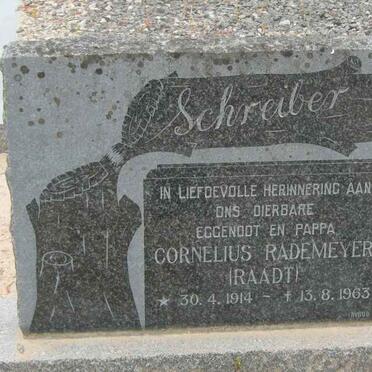 Schreiber
IN LIEFDEVOLLE HERINNERING AAN
ONS DIERBARE
EGGENOOT EN PAPPA
CORNELIUS RADEMEYER
(RAADT)
★ 30.4.1914 – † 13.8.1963